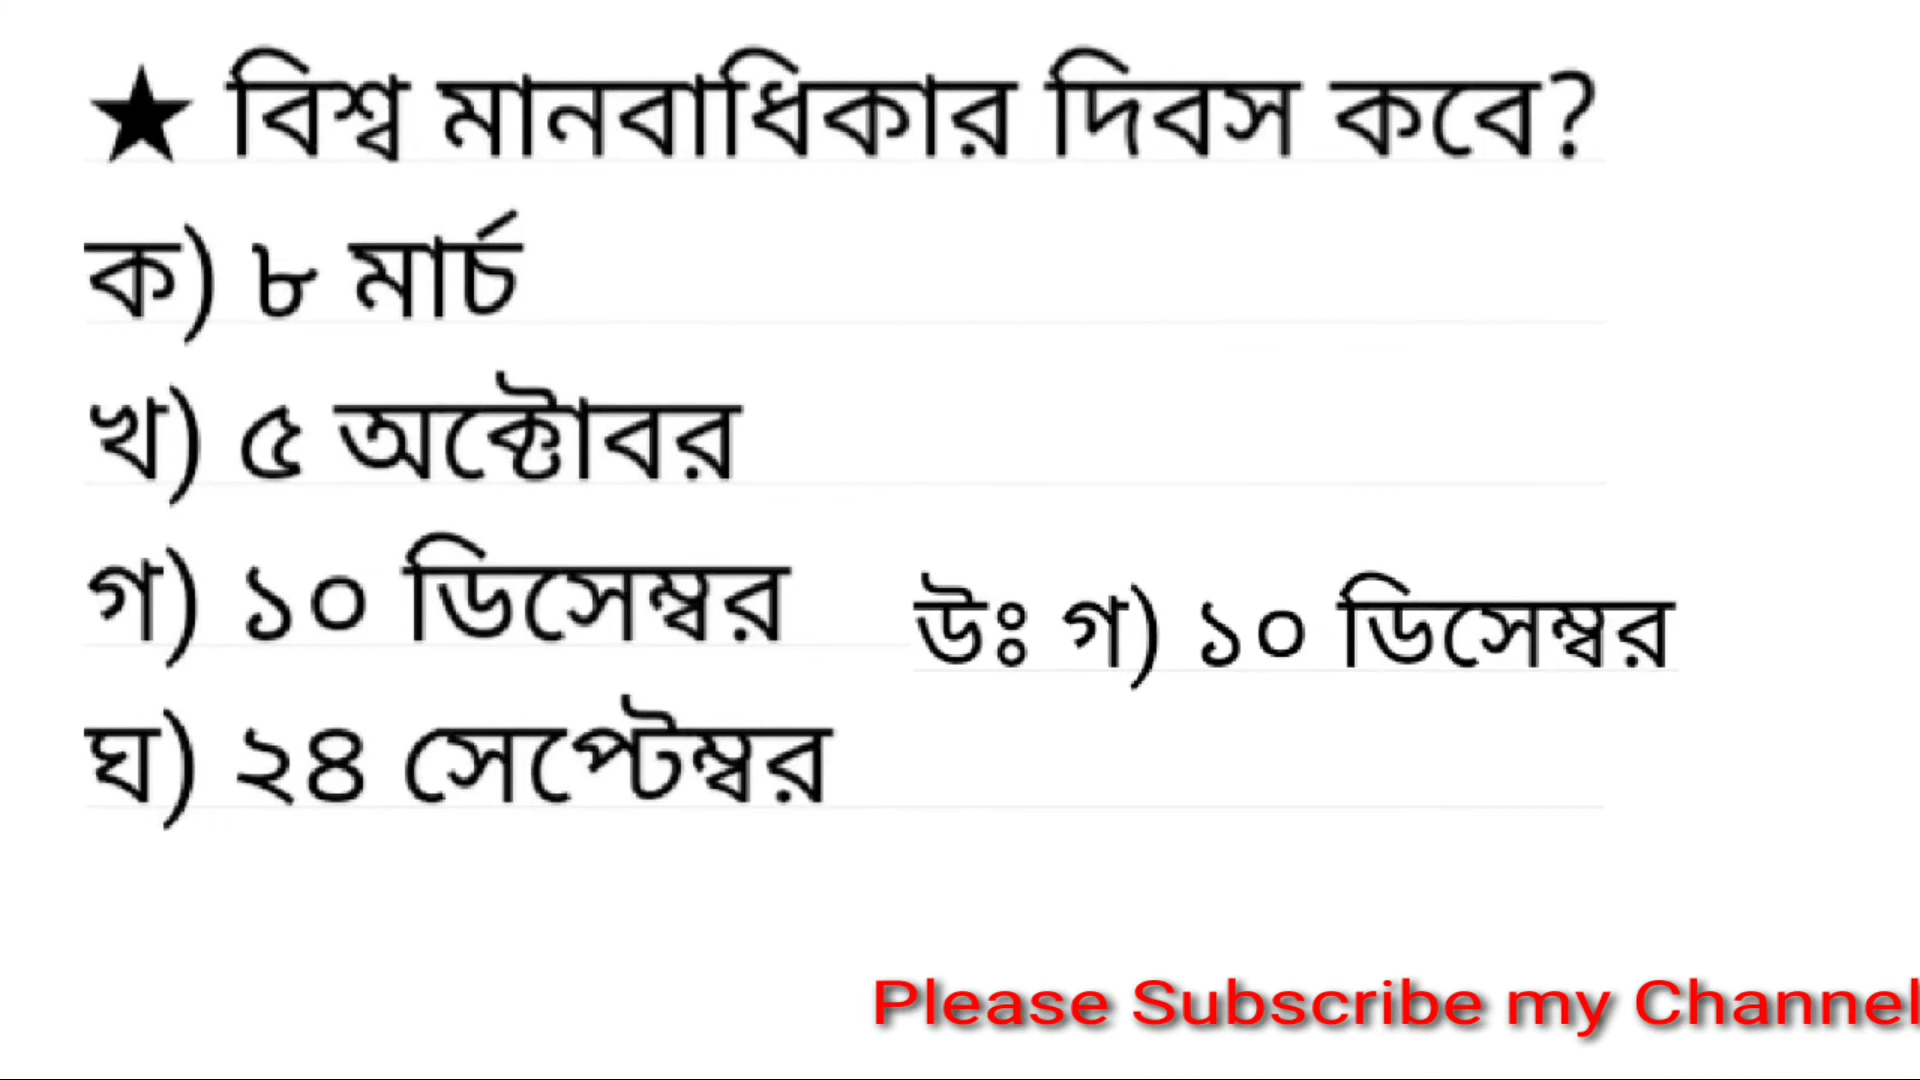 ★ বিশ্ব মানবাধিকার দিবস কবে?
ক) ৮ মার্চ
খ) ৫ অক্টোবর
গ) ১০ ডিসেম্বর
উঃ গ) ১০ ডিসেম্বর
ঘ) ২৪ সেপ্টেম্বর
Please Subscribe my Channel